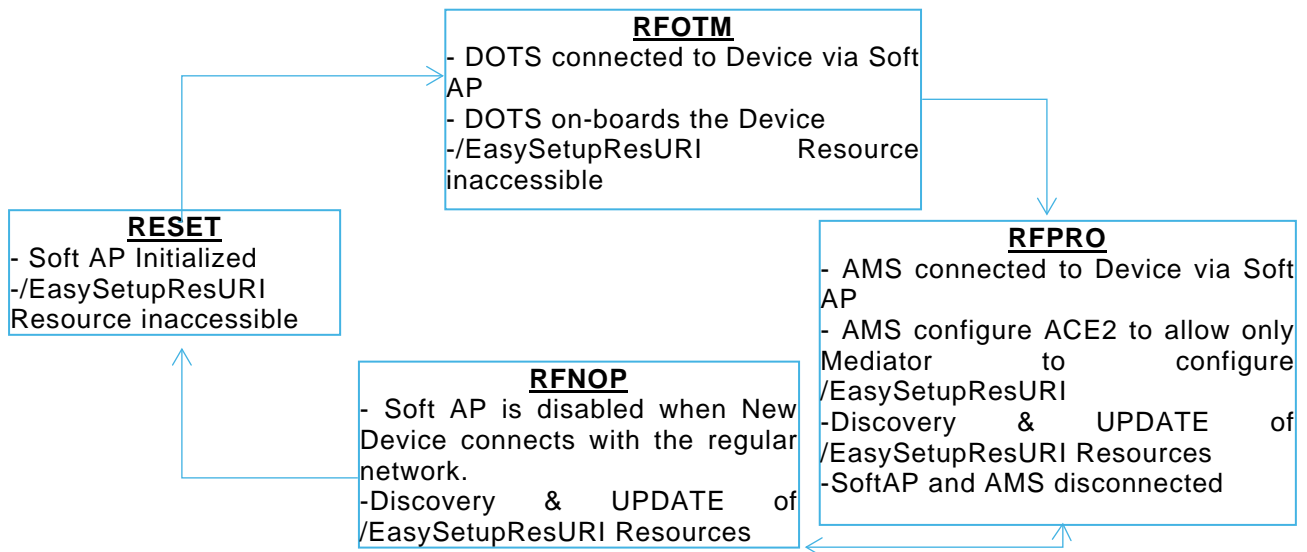 RFOTM
- DOTS connected to Device via Soft
AP
- DOTS on-boards the Device
-/EasySetupResURI Resource
inaccessible
RESET
- Soft AP Initialized
-/EasySetupResURI
Resource inaccessible
RFPRO
- AMS connected to Device via Soft
AP
- AMS configure ACE2 to allow only
Mediator to configure
/EasySetupResURI
-Discovery & UPDATE of
/EasySetupResURI Resources
-SoftAP and AMS disconnected
RFNOP
- Soft AP is disabled when New
Device connects with the regular
network.
-Discovery & UPDATE of
/EasySetupResURI Resources